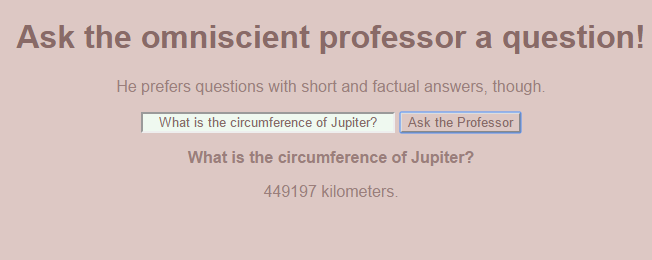 Ask the omniscient professor a question!
He prefers questions with short and factual answers, though.
What is the circumference of Jupiter? Ask the Professor
What is the circumference of Jupiter?
449197 kilometers.